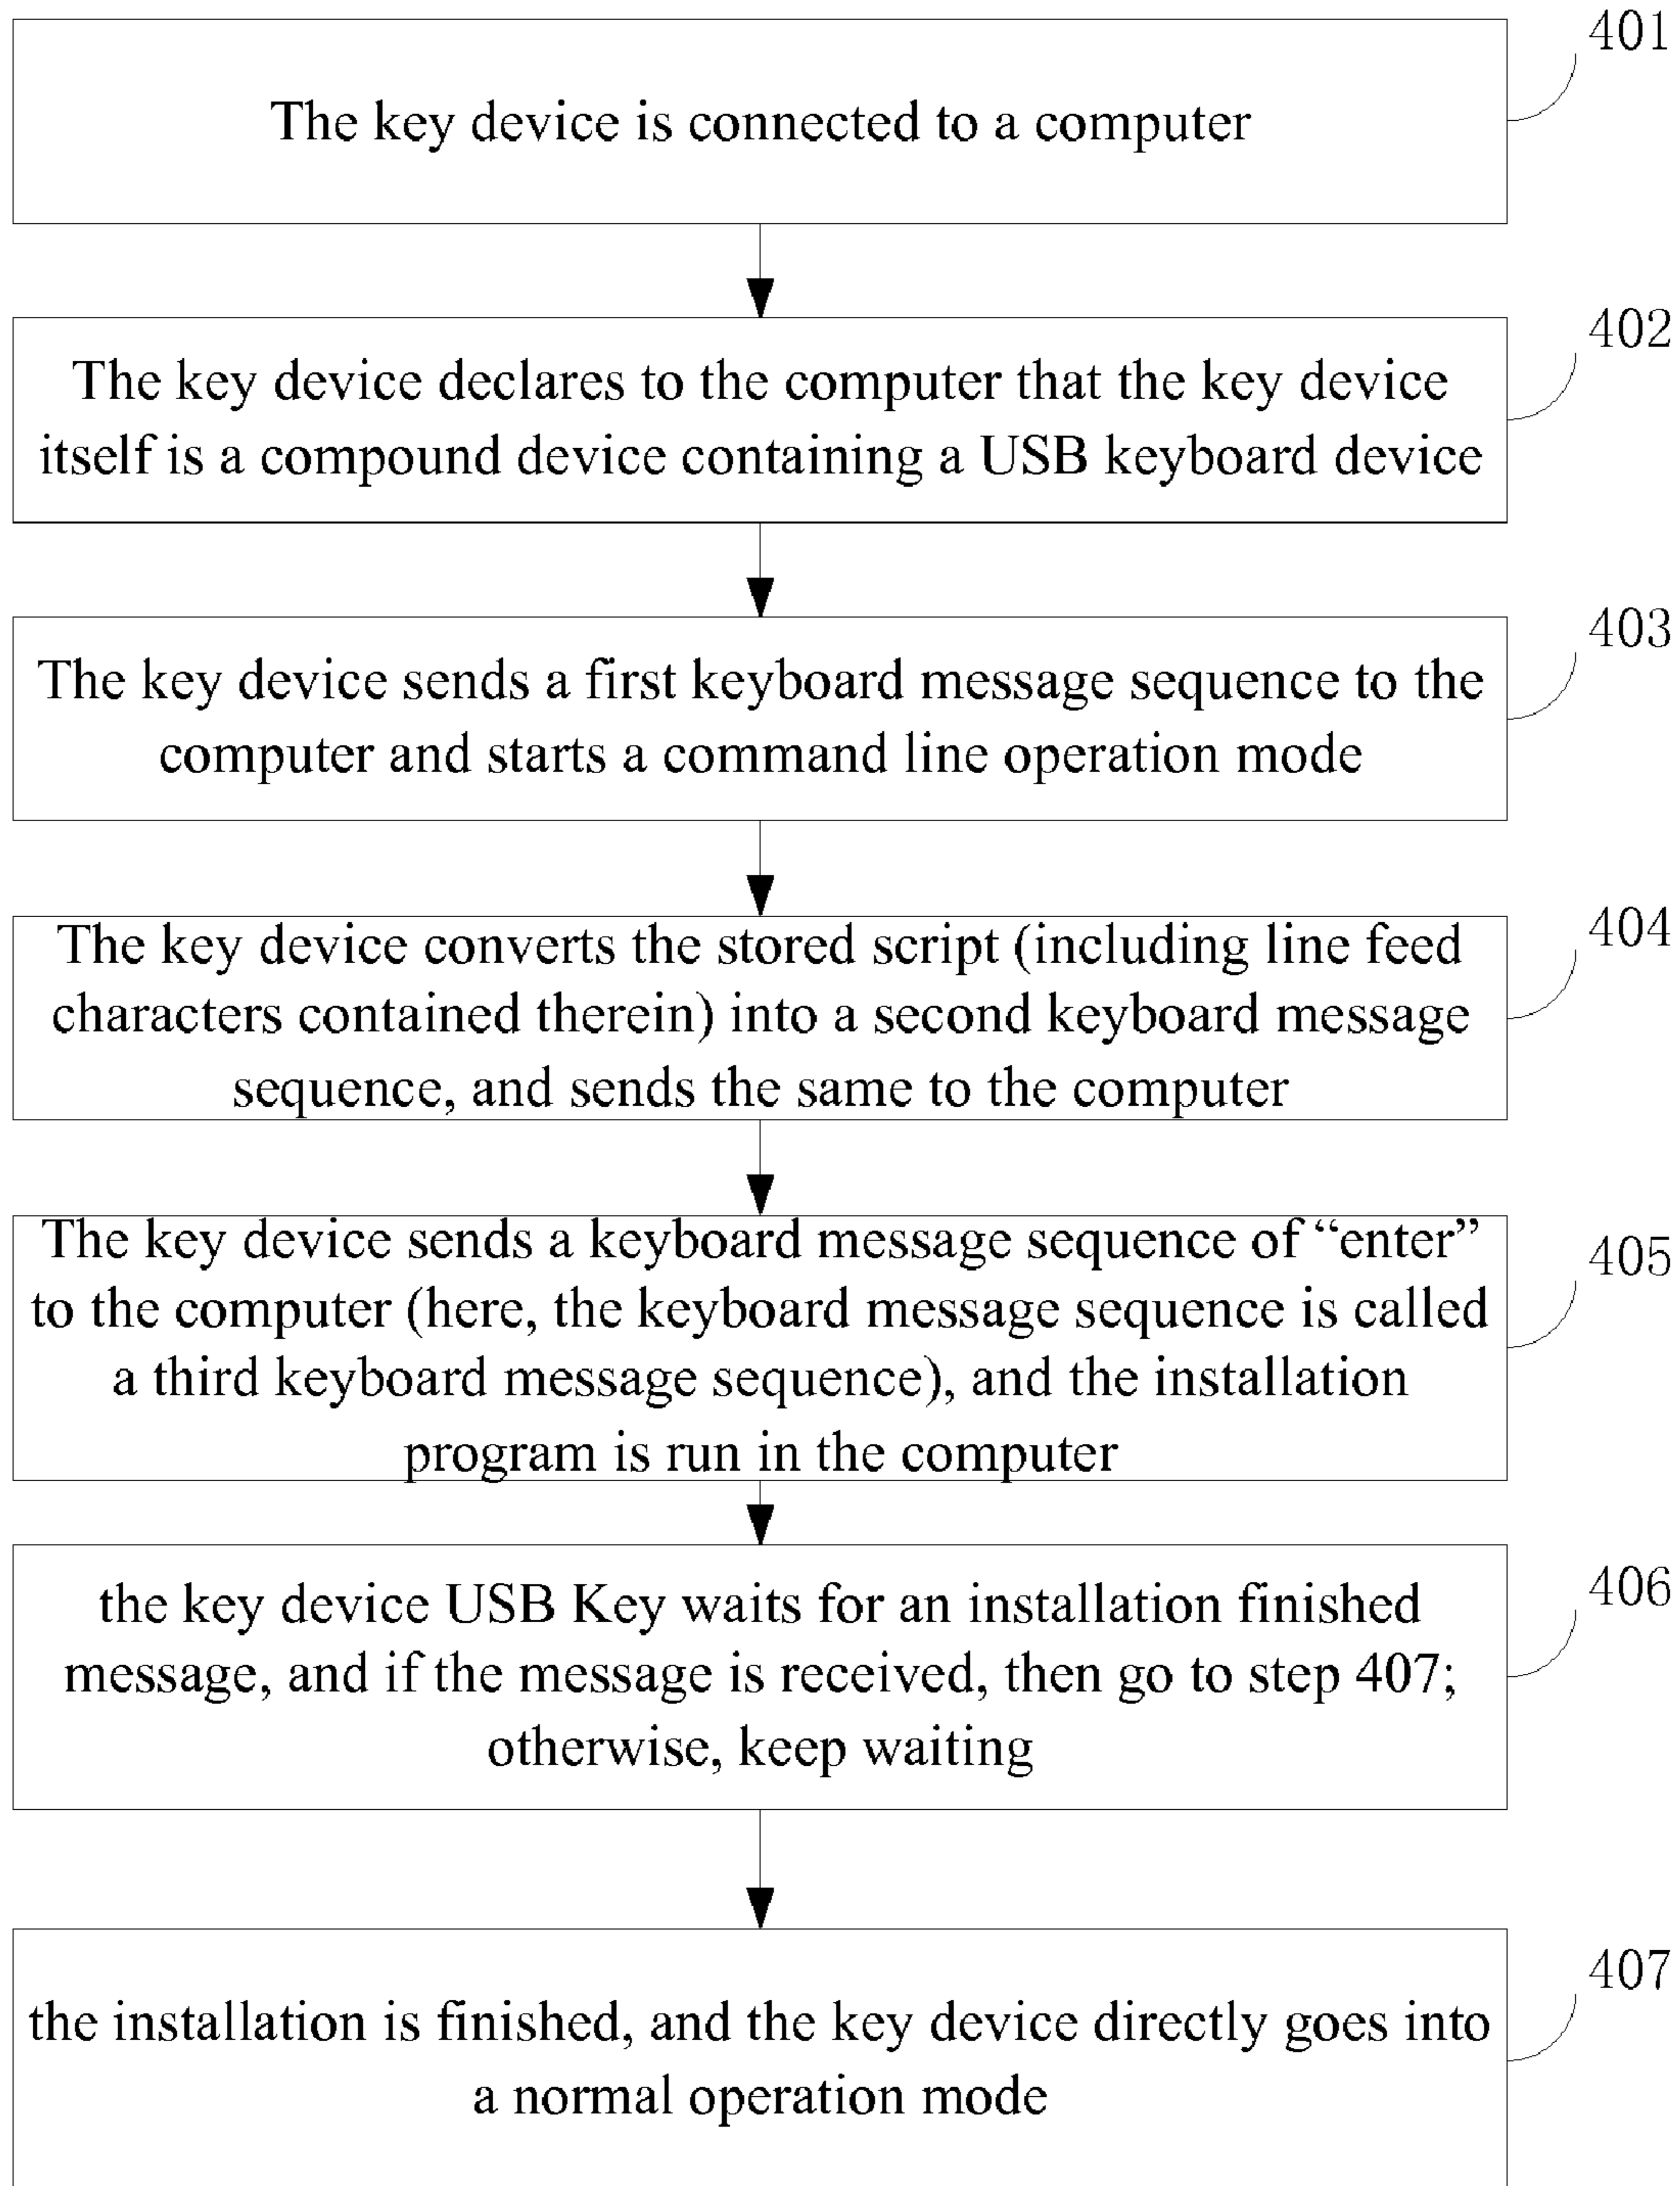 401
The key device is connected to a computer
402
The key device declares to the computer that the key device
itself is a compound device containing a USB keyboard device
403
The key device sends a first keyboard message sequence to the
computer and starts a command line operation mode
404
The key device converts the stored script (including line feed
characters contained therein) into a second keyboard message
sequence, and sends the same to the computer
405
The key device sends a keyboard message sequence of “enter”
to the computer (here, the keyboard message sequence is called
a third keyboard message sequence), and the installation
program is run in the computer
406
the key device USB Key waits for an installation finished
message, and if the message is received, then go to step 407;
otherwise, keep waiting
407
the installation is finished, and the key device directly goes into
a normal operation mode